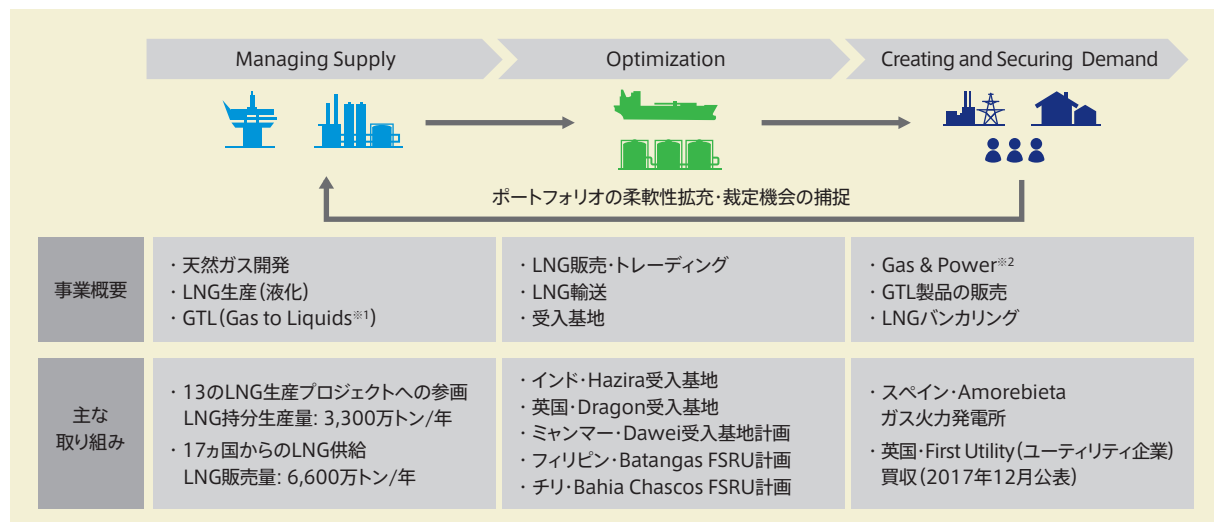 Managing Supply
Optimization
Creating and Securing Demand
ポートフォリオの柔軟性拡充・裁定機会の捕捉
事業概要
・天然ガス開発
・LNG生産（液化）
・GTL（Gas to Liquids※1）
・LNG販売・トレーディング
・LNG輸送
・受入基地
・Gas & Power※2
・GTL製品の販売
・LNGバンカリング
主な
取り組み
・13のLNG生産プロジェクトへの参画
LNG持分生産量: 3,300万トン/年
・17ヵ国からのLNG供給
LNG販売量: 6,600万トン/年
・インド・Hazira受入基地
・英国・Dragon受入基地
・ミャンマー・Dawei受入基地計画
・フィリピン・Batangas FSRU計画
・チリ・Bahia Chascos FSRU計画
・スペイン・Amorebieta
ガス火力発電所
・英国・First Utility（ユーティリティ企業）
買収（2017年12月公表）